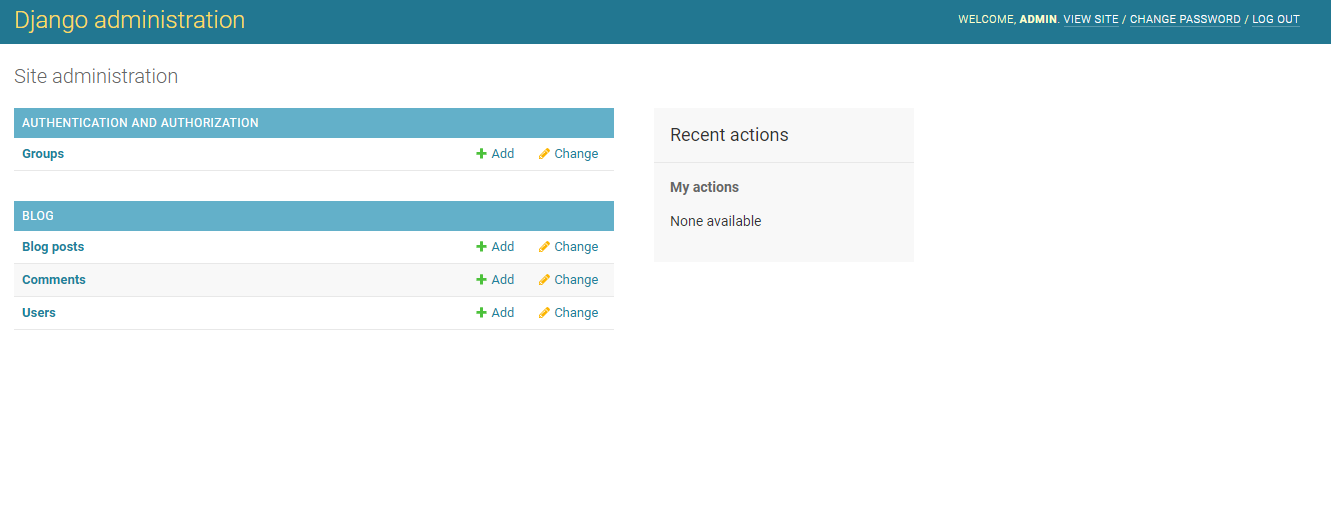 Django administration
WELCOME, ADMIN. VIEW SITE / CHANGE PASSWORD / LOG OUT
Site administration
AUTHENTICATION AND AUTHORIZATION
Groups Add Change
BLOG
Blog posts Add Change
Comments Add Change
Users Add Change
Recent actions
My actions
None available